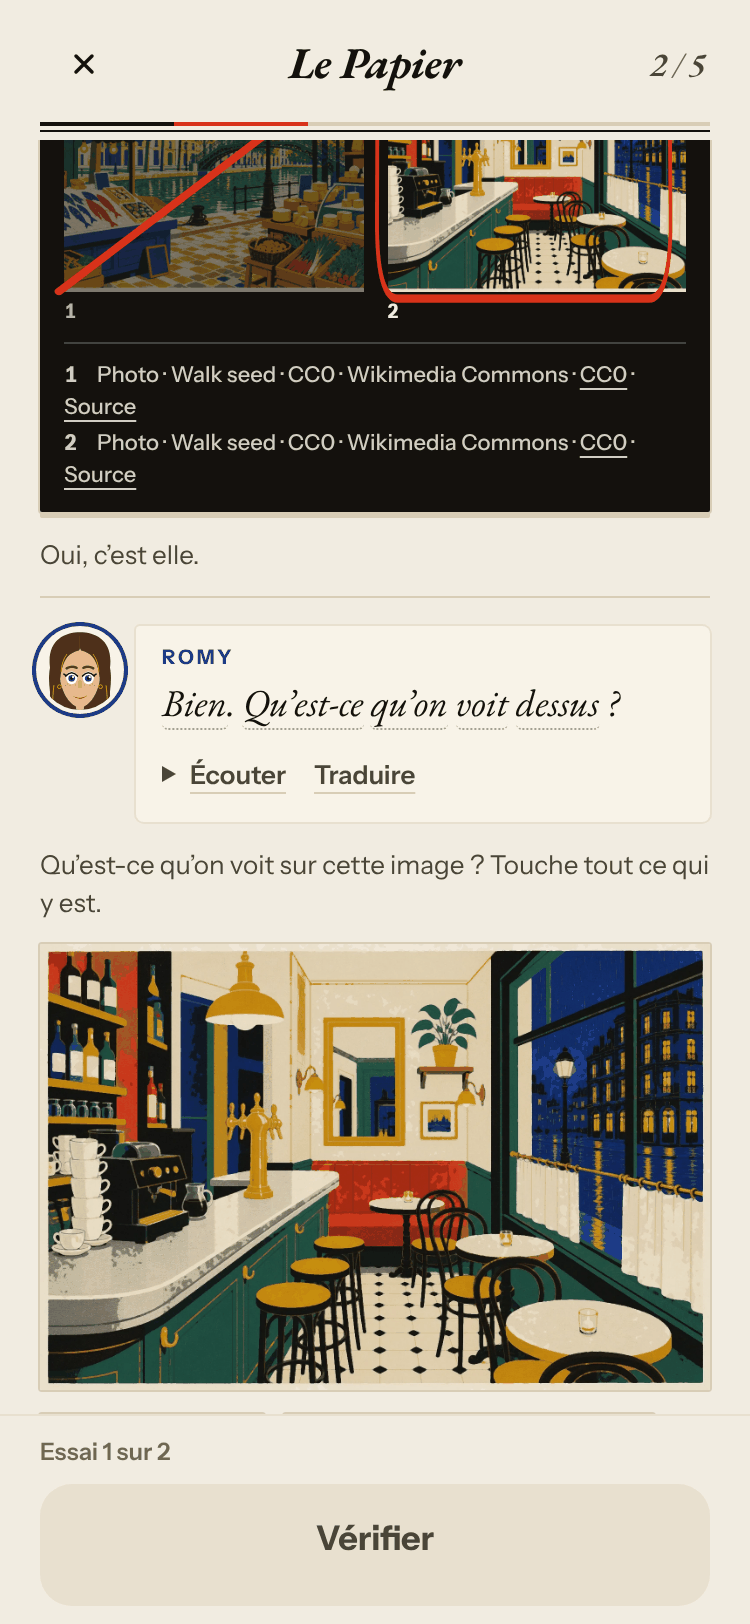 Le Papier
2/5
1
2
1 Photo · Walk seed · CC0 · Wikimedia Commons · CC0 ·
Source
2 Photo · Walk seed · CC0 · Wikimedia Commons · CC0 ·
Source
Oui, c’est elle.
ROMY
Bien. Qu’est-ce qu’on voit dessus ?
Écouter Traduire
Qu’est-ce qu’on voit sur cette image ? Touche tout ce qui
y est.
Essai 1 sur 2
Vérifier